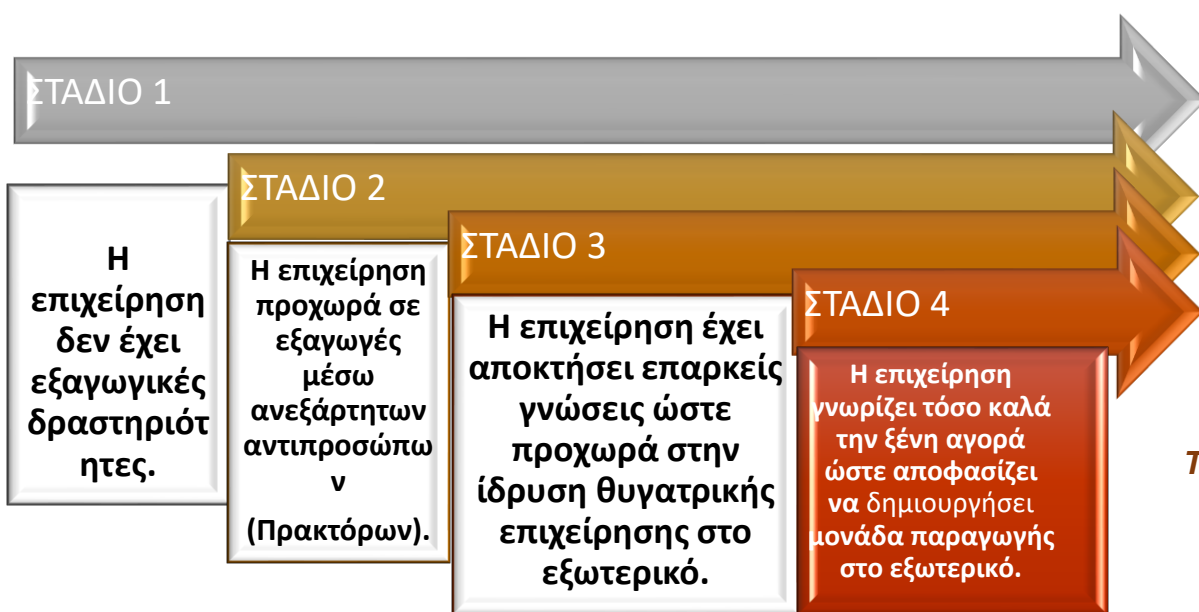 ΣΤΑΔΙΟ 1
Η
επιχείρηση
δεν έχει
εξαγωγικές
δραστηριότ
ητες.
ΣΤΑΔΙΟ 2
Η επιχείρηση
προχωρά σε
εξαγωγές
μέσω
ανεξάρτητων
αντιπροσώπω
ν
(Πρακτόρων).
ΣΤΑΔΙΟ 3
Η επιχείρηση έχει
αποκτήσει επαρκείς
γνώσεις ώστε
προχωρά στην
ίδρυση θυγατρικής
επιχείρησης στο
εξωτερικό.
ΣΤΑΔΙΟ 4
Η επιχείρηση
γνωρίζει τόσο καλά
την ξένη αγορά
ώστε αποφασίζει
να δημιουργήσει
μονάδα παραγωγής
στο εξωτερικό.